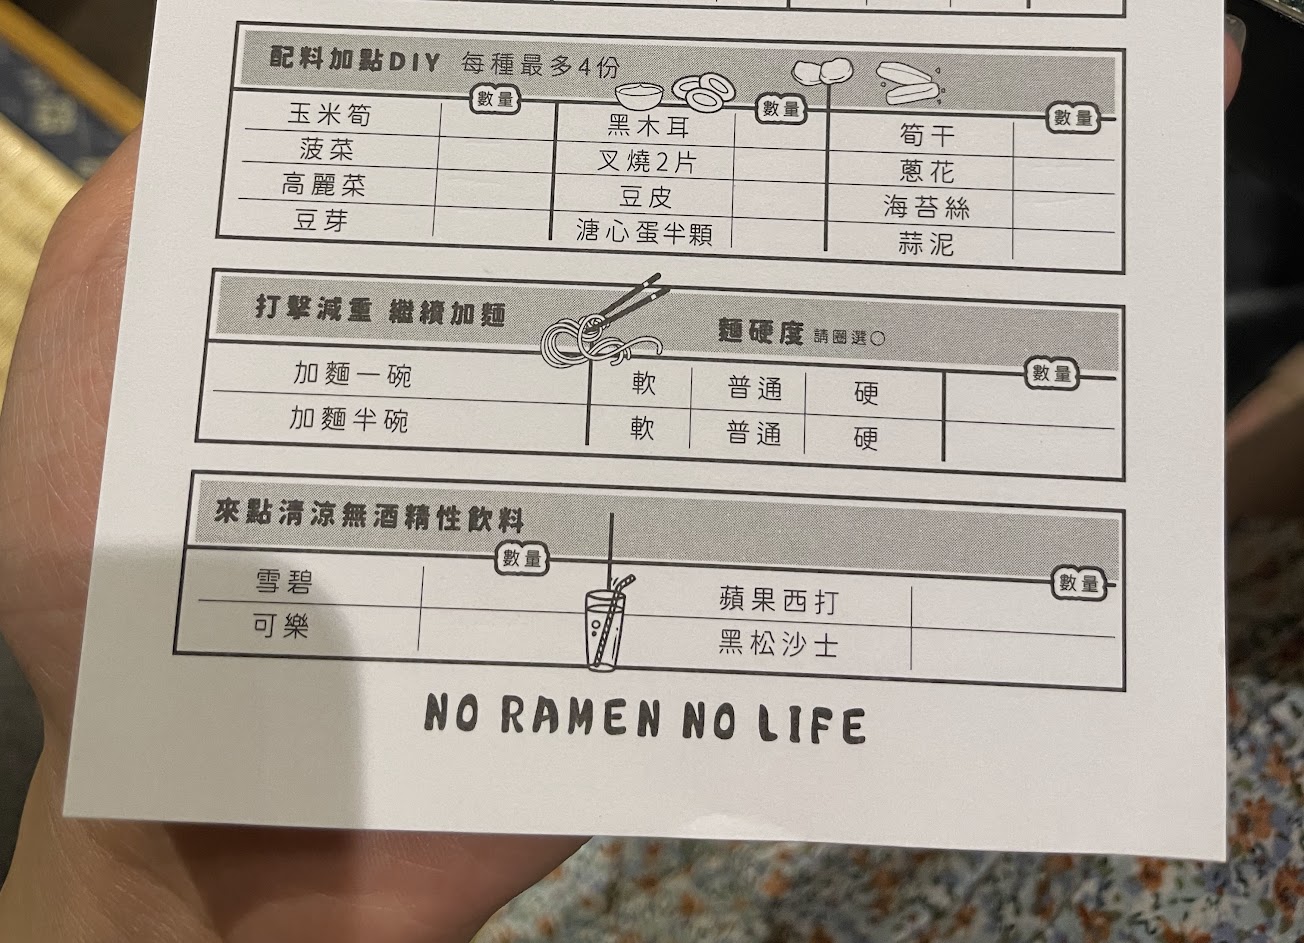 配料加點DIY 每種最多4份
數量 數量 數量
玉米筍 黑木耳 筍干
菠菜 叉燒2片 蔥花
高麗菜 豆皮 海苔絲
豆芽 溏心蛋半顆 蒜泥
打擊減重 繼續加麵 麵硬度 請圈選○
數量
加麵一碗 軟 普通 硬
加麵半碗 軟 普通 硬
來點清涼無酒精性飲料
數量 數量
雪碧 蘋果西打
可樂 黑松沙士
NO RAMEN NO LIFE